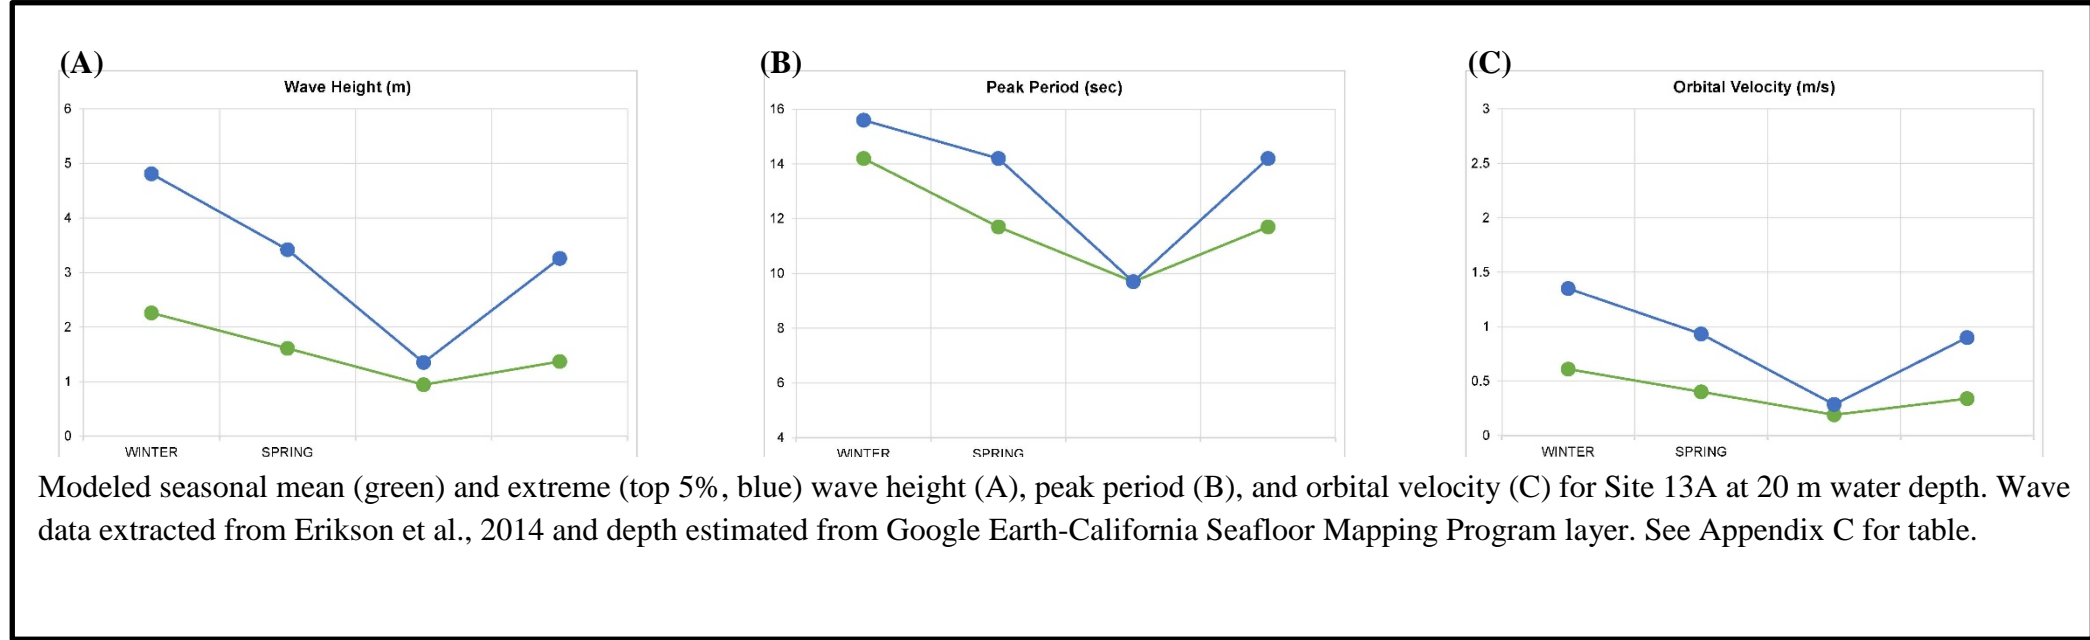 (A)
Wave Height (m)
6
5
4
3
2
1
0
WINTER SPRING
(B)
Peak Period (sec)
16
14
12
10
8
6
4
WINTER SPRING
(C)
Orbital Velocity (m/s)
3
2.5
2
1.5
1
0.5
0
WINTER SPRING
Modeled seasonal mean (green) and extreme (top 5%, blue) wave height (A), peak period (B), and orbital velocity (C) for Site 13A at 20 m water depth. Wave
data extracted from Erikson et al., 2014 and depth estimated from Google Earth-California Seafloor Mapping Program layer. See Appendix C for table.